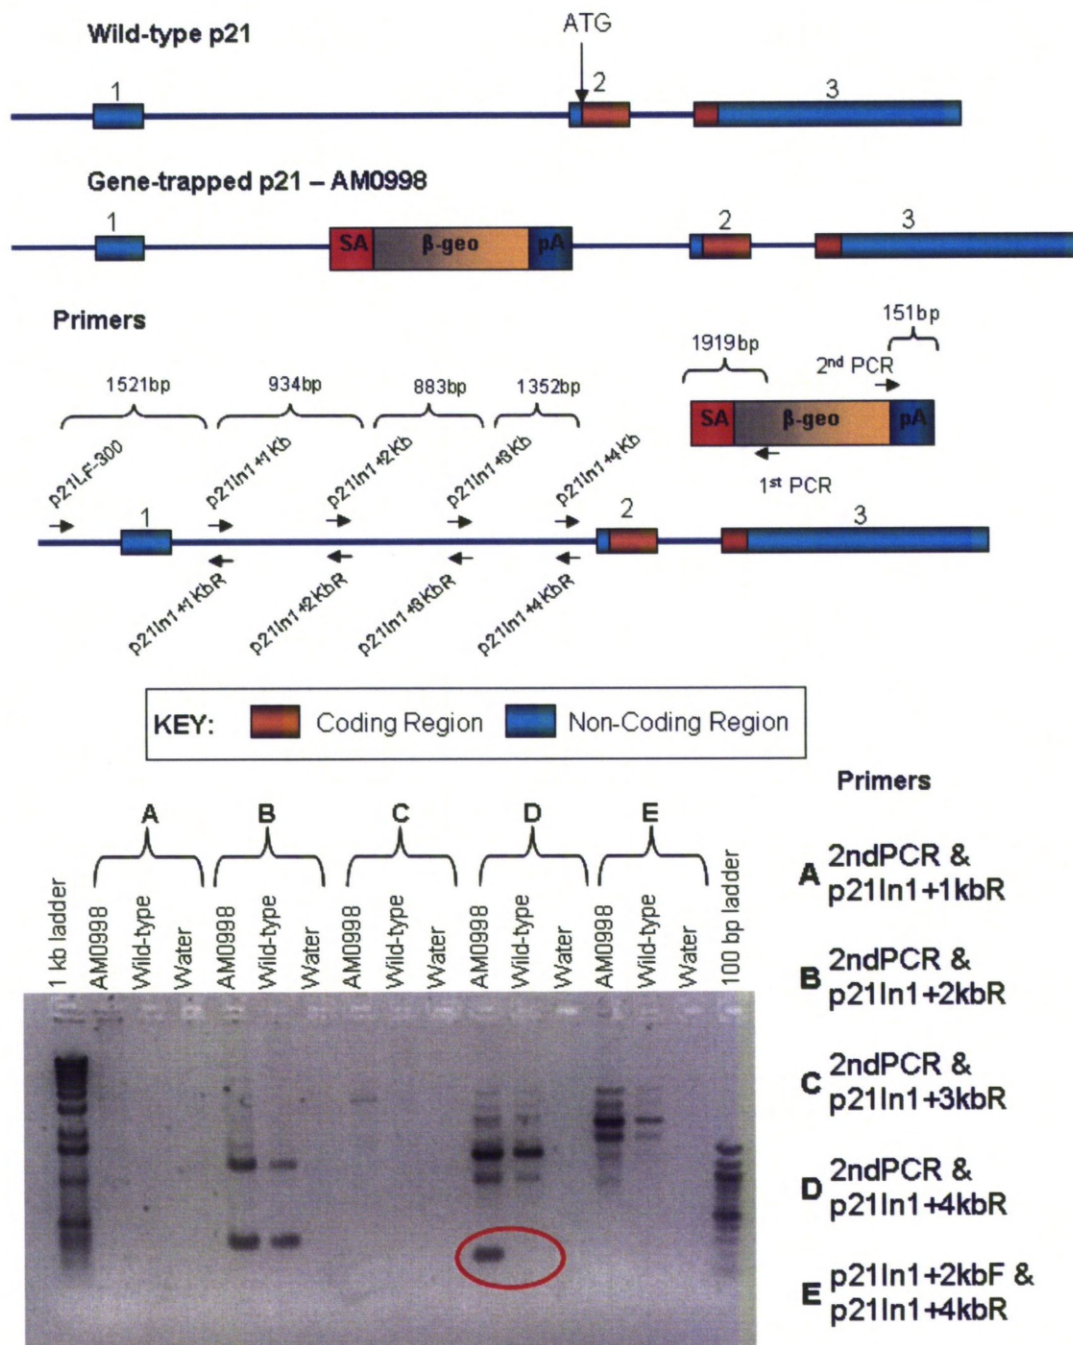 Wild-type p21
ATG
1
2
3
Gene-trapped p21 – AM0998
1
SA
β-geo
pA
2
3
Primers
1521bp
934bp
883bp
1352bp
1919bp
151bp
2nd PCR
SA
β-geo
pA
1st PCR
p21LF-300
p21In1+1Kb
p21In1+2Kb
p21In1+3Kb
p21In1+4Kb
1
2
3
p21In1+1KbR
p21In1+2KbR
p21In1+3KbR
p21In1+4KbR
KEY:
Coding Region
Non-Coding Region
Primers
A
B
C
D
E
1 kb ladder
AM0998
Wild-type
Water
AM0998
Wild-type
Water
AM0998
Wild-type
Water
AM0998
Wild-type
Water
AM0998
Wild-type
Water
100 bp ladder
A 2ndPCR &
p21In1+1kbR
B 2ndPCR &
p21In1+2kbR
C 2ndPCR &
p21In1+3kbR
D 2ndPCR &
p21In1+4kbR
E p21In1+2kbF &
p21In1+4kbR